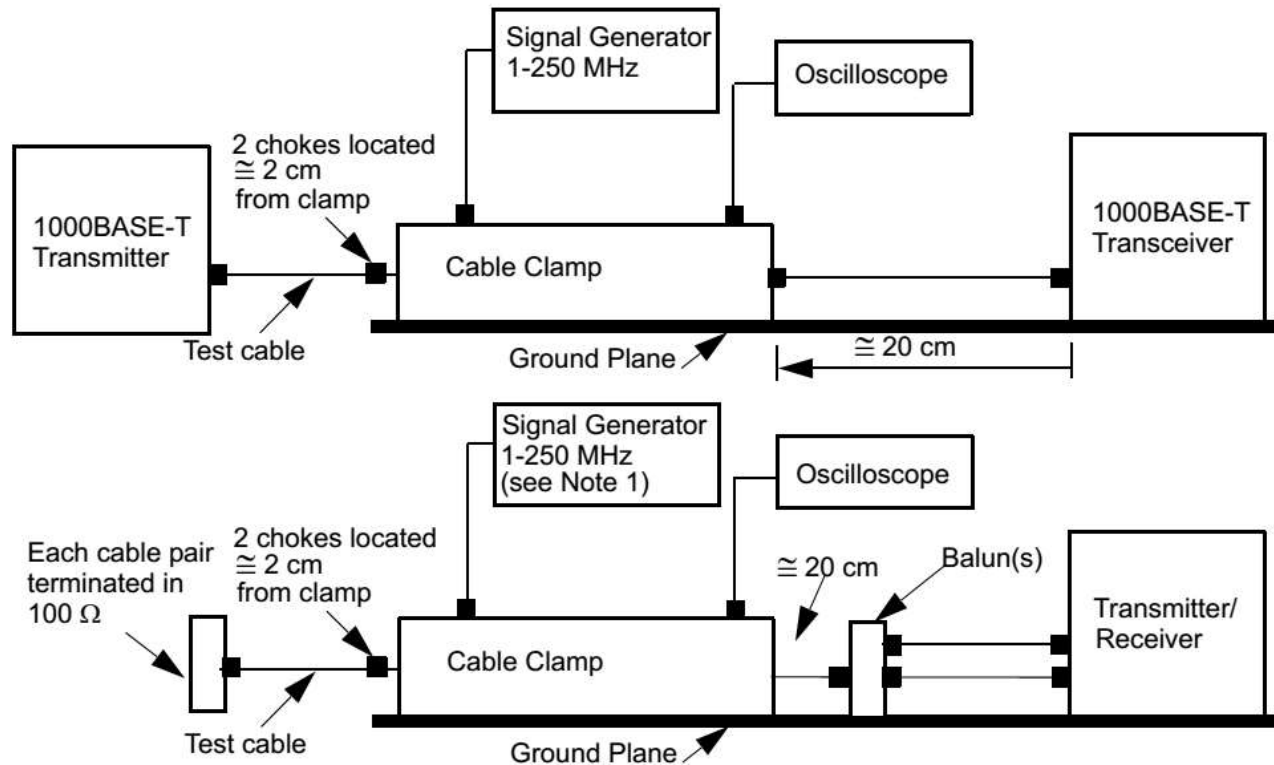 Signal Generator
1-250 MHz
Oscilloscope
2 chokes located
≅ 2 cm
from clamp
1000BASE-T
Transmitter
1000BASE-T
Transceiver
Cable Clamp
Test cable
Ground Plane
≅ 20 cm
Signal Generator
1-250 MHz
(see Note 1)
Oscilloscope
Each cable pair
terminated in
100 Ω
2 chokes located
≅ 2 cm
from clamp
≅ 20 cm
Balun(s)
Transmitter/
Receiver
Cable Clamp
Test cable
Ground Plane